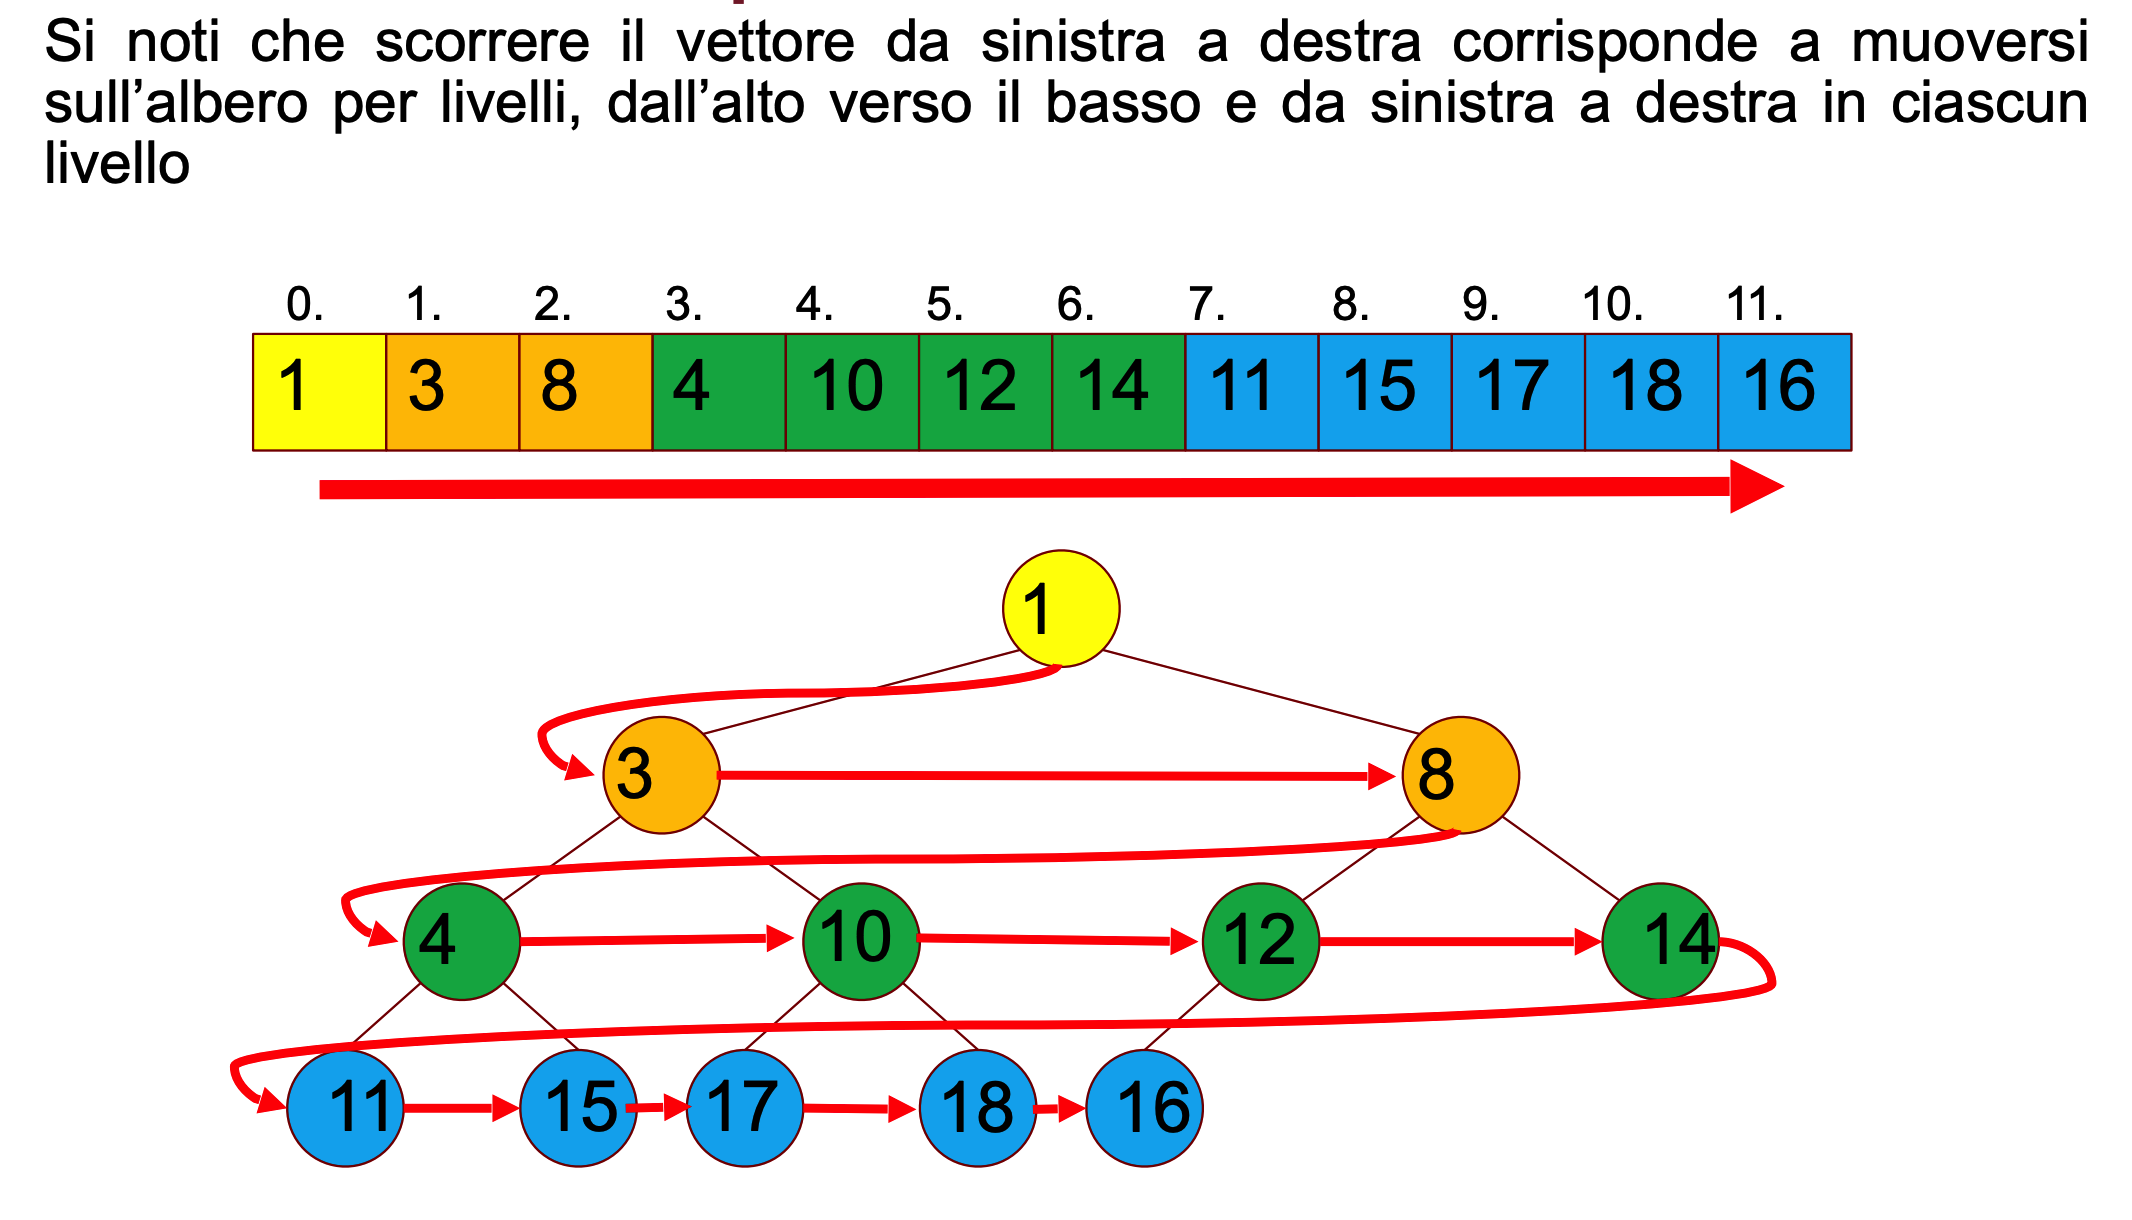 Si noti che scorrere il vettore da sinistra a destra corrisponde a muoversi
sull’albero per livelli, dall’alto verso il basso e da sinistra a destra in ciascun
livello
0. 1. 2. 3. 4. 5. 6. 7. 8. 9. 10. 11.
1 3 8 4 10 12 14 11 15 17 18 16
1
3 8
4 10 12 14
11 15 17 18 16